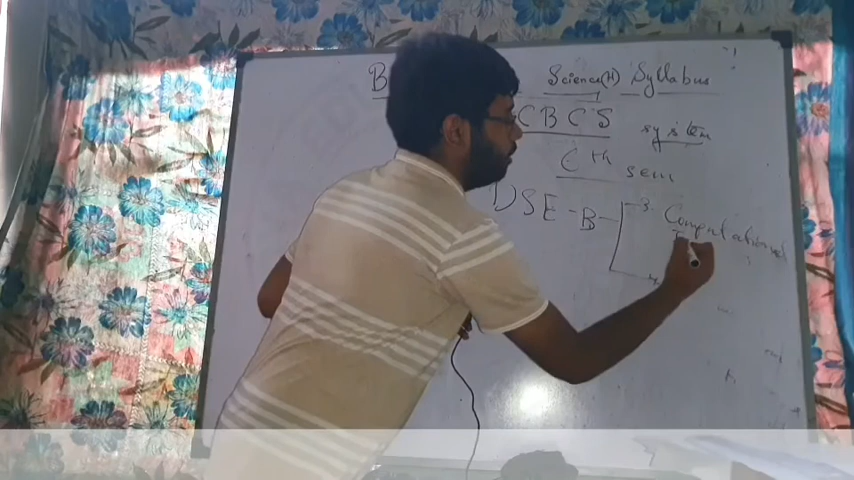 B Science(H) Syllabus
CBCS system
6th sem
DSE-B 3. Computational